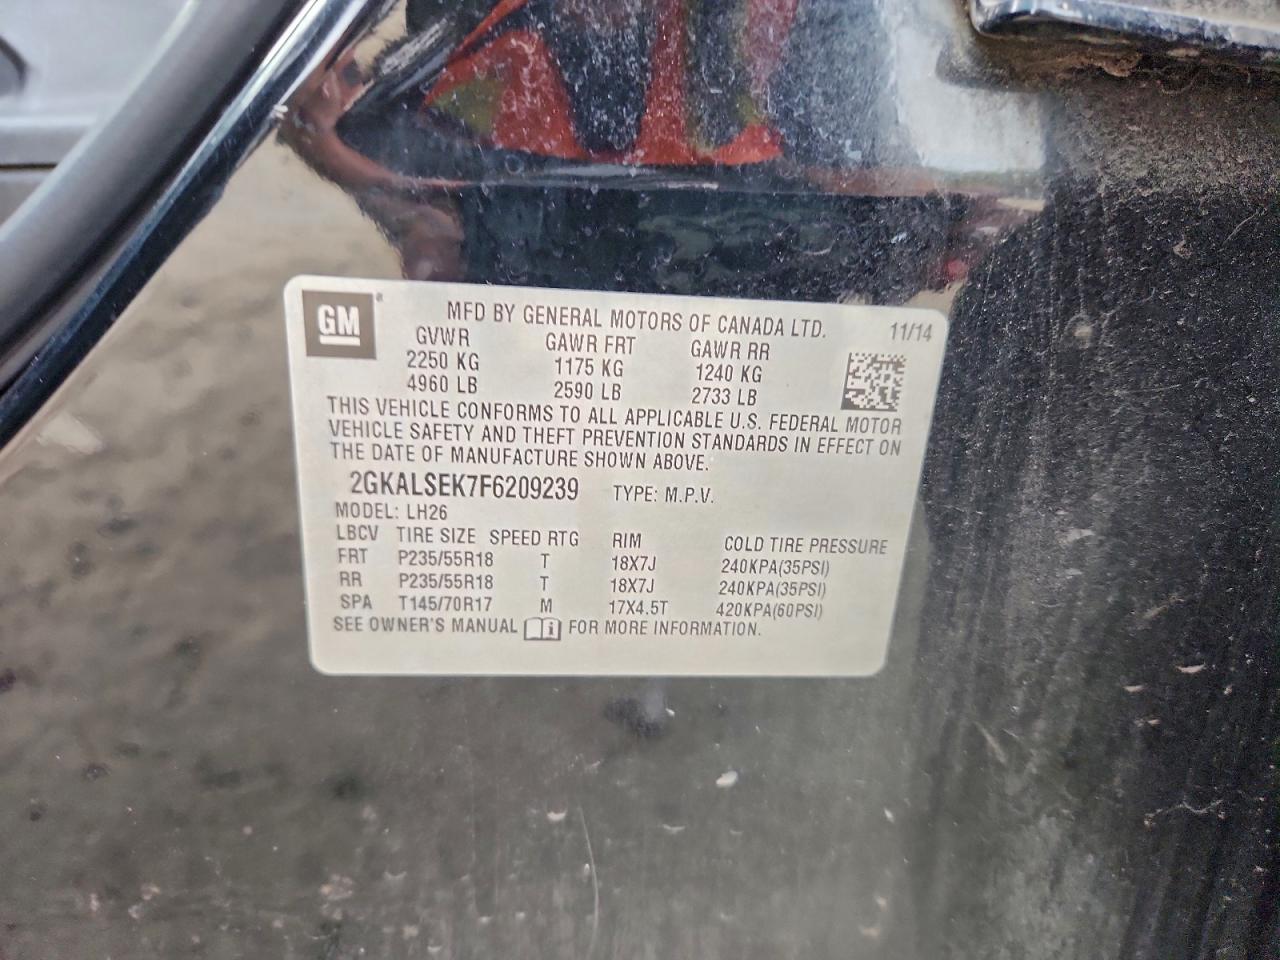 GM ®
MFD BY GENERAL MOTORS OF CANADA LTD. 11/14
GVWR GAWR FRT GAWR RR
2250 KG 1175 KG 1240 KG
4960 LB 2590 LB 2733 LB
THIS VEHICLE CONFORMS TO ALL APPLICABLE U.S. FEDERAL MOTOR
VEHICLE SAFETY AND THEFT PREVENTION STANDARDS IN EFFECT ON
THE DATE OF MANUFACTURE SHOWN ABOVE.
2GKALSEK7F6209239 TYPE: M.P.V.
MODEL: LH26
LBCV TIRE SIZE SPEED RTG RIM COLD TIRE PRESSURE
FRT P235/55R18 T 18X7J 240KPA(35PSI)
RR P235/55R18 T 18X7J 240KPA(35PSI)
SPA T145/70R17 M 17X4.5T 420KPA(60PSI)
SEE OWNER'S MANUAL i FOR MORE INFORMATION.